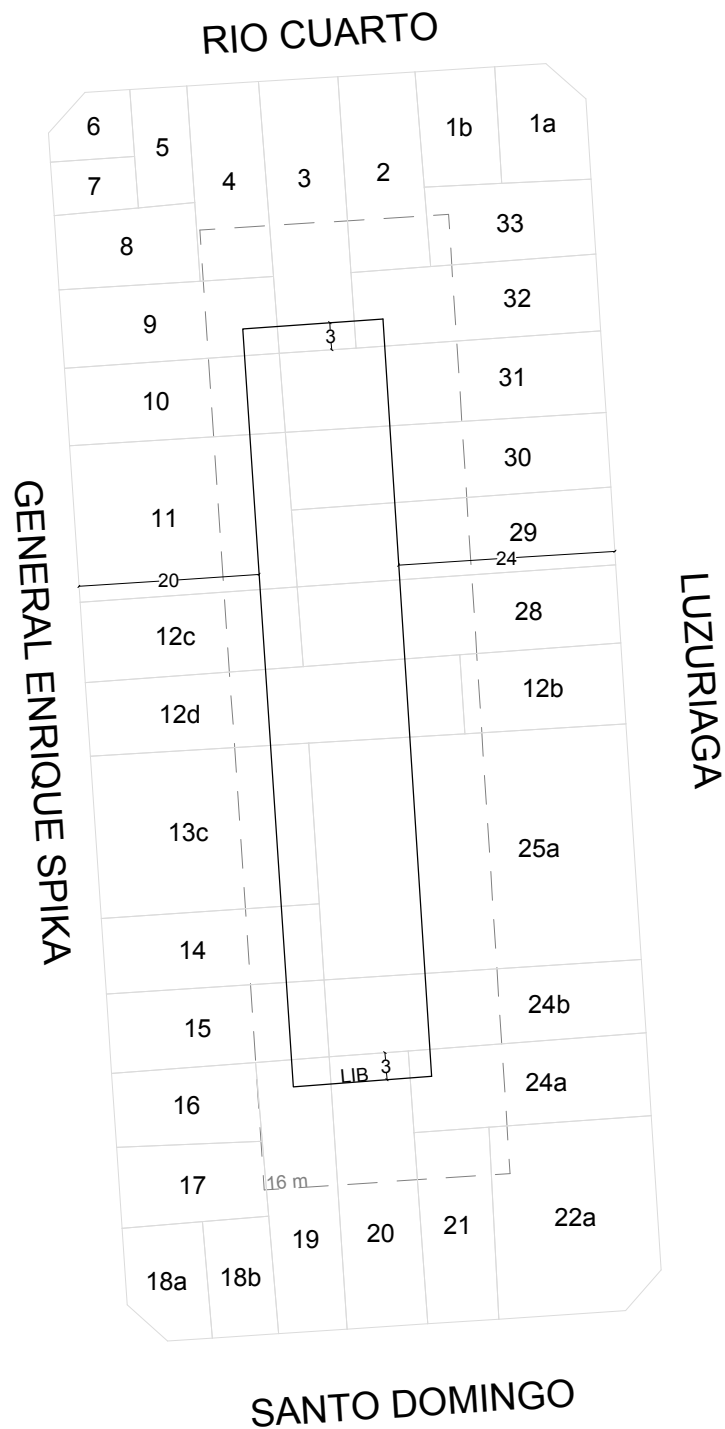 RIO CUARTO
6
5
4
3
2
1b
1a
7
8
33
9
32
3
10
31
11
30
29
20
24
12c
28
12d
12b
13c
25a
14
24b
15
LIB
3
16
24a
17
16 m
18a
18b
19
20
21
22a
GENERAL ENRIQUE SPIKA
LUZURIAGA
SANTO DOMINGO